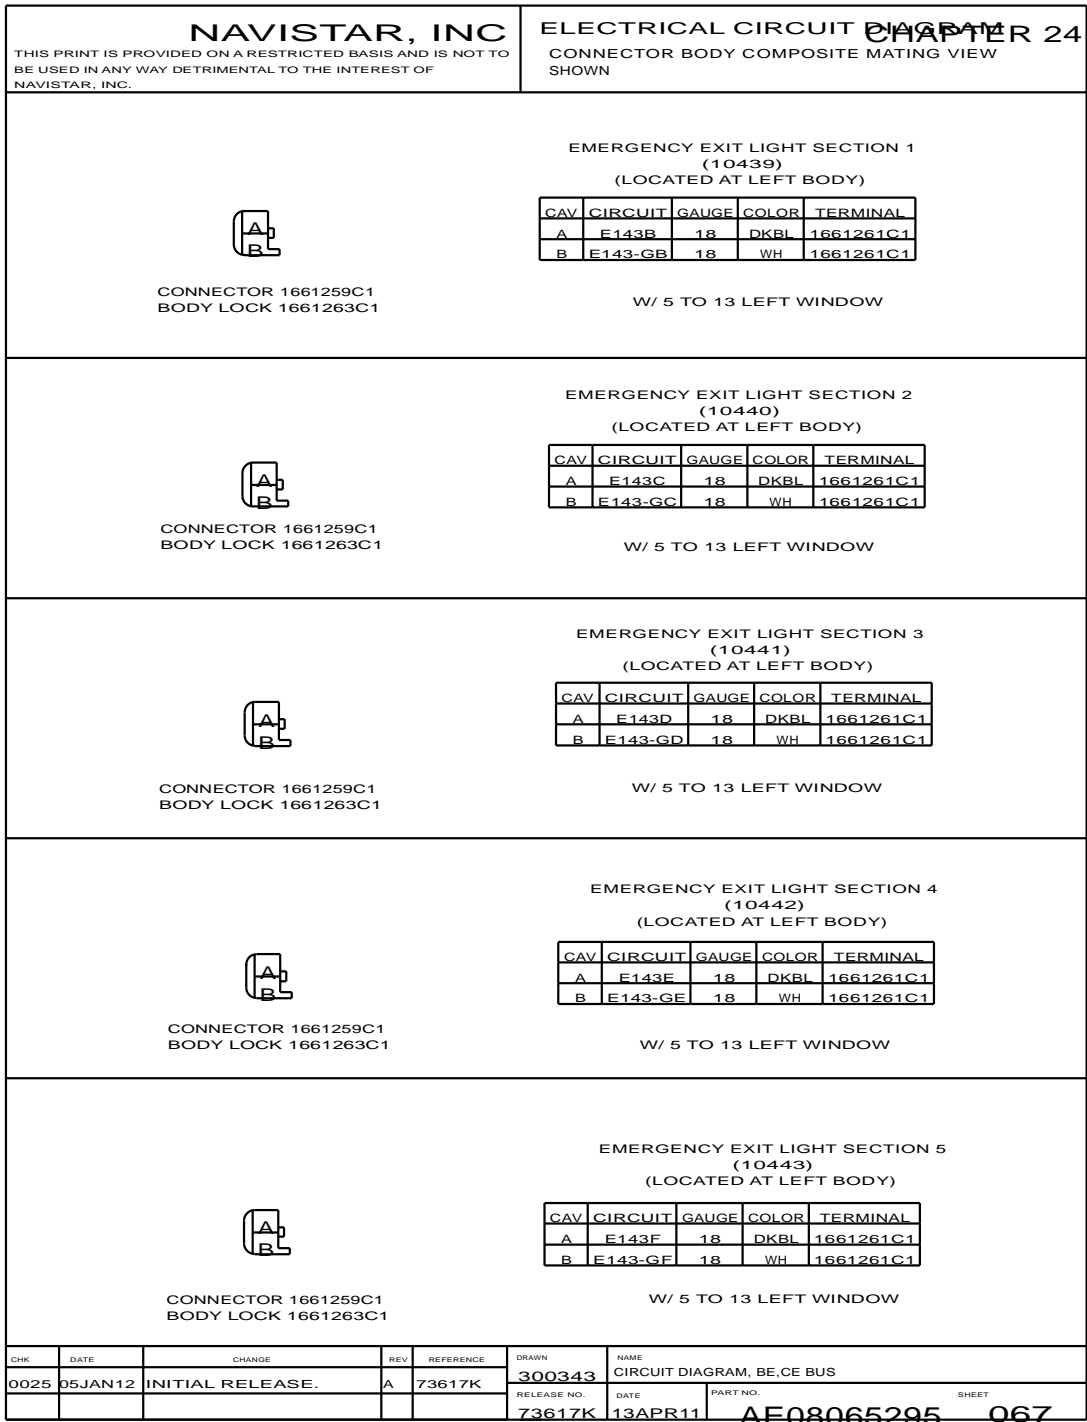 NAVISTAR, INC
THIS PRINT IS PROVIDED ON A RESTRICTED BASIS AND IS NOT TO
BE USED IN ANY WAY DETRIMENTAL TO THE INTEREST OF
NAVISTAR, INC.
ELECTRICAL CIRCUIT DIAGRAM
CHAPTER 24
CONNECTOR BODY COMPOSITE MATING VIEW
SHOWN
EMERGENCY EXIT LIGHT SECTION 1
(10439)
(LOCATED AT LEFT BODY)
CAV CIRCUIT GAUGE COLOR TERMINAL
A E143B 18 DKBL 1661261C1
B E143-GB 18 WH 1661261C1
A
B
CONNECTOR 1661259C1
BODY LOCK 1661263C1
W/ 5 TO 13 LEFT WINDOW
EMERGENCY EXIT LIGHT SECTION 2
(10440)
(LOCATED AT LEFT BODY)
CAV CIRCUIT GAUGE COLOR TERMINAL
A E143C 18 DKBL 1661261C1
B E143-GC 18 WH 1661261C1
A
B
CONNECTOR 1661259C1
BODY LOCK 1661263C1
W/ 5 TO 13 LEFT WINDOW
EMERGENCY EXIT LIGHT SECTION 3
(10441)
(LOCATED AT LEFT BODY)
CAV CIRCUIT GAUGE COLOR TERMINAL
A E143D 18 DKBL 1661261C1
B E143-GD 18 WH 1661261C1
A
B
CONNECTOR 1661259C1
BODY LOCK 1661263C1
W/ 5 TO 13 LEFT WINDOW
EMERGENCY EXIT LIGHT SECTION 4
(10442)
(LOCATED AT LEFT BODY)
CAV CIRCUIT GAUGE COLOR TERMINAL
A E143E 18 DKBL 1661261C1
B E143-GE 18 WH 1661261C1
A
B
CONNECTOR 1661259C1
BODY LOCK 1661263C1
W/ 5 TO 13 LEFT WINDOW
EMERGENCY EXIT LIGHT SECTION 5
(10443)
(LOCATED AT LEFT BODY)
CAV CIRCUIT GAUGE COLOR TERMINAL
A E143F 18 DKBL 1661261C1
B E143-GF 18 WH 1661261C1
A
B
CONNECTOR 1661259C1
BODY LOCK 1661263C1
W/ 5 TO 13 LEFT WINDOW
CHK DATE CHANGE REV REFERENCE
0025 05JAN12 INITIAL RELEASE. A 73617K
DRAWN
300343
NAME
CIRCUIT DIAGRAM, BE,CE BUS
RELEASE NO. DATE PART NO. SHEET
73617K 13APR11 AE08065295 067